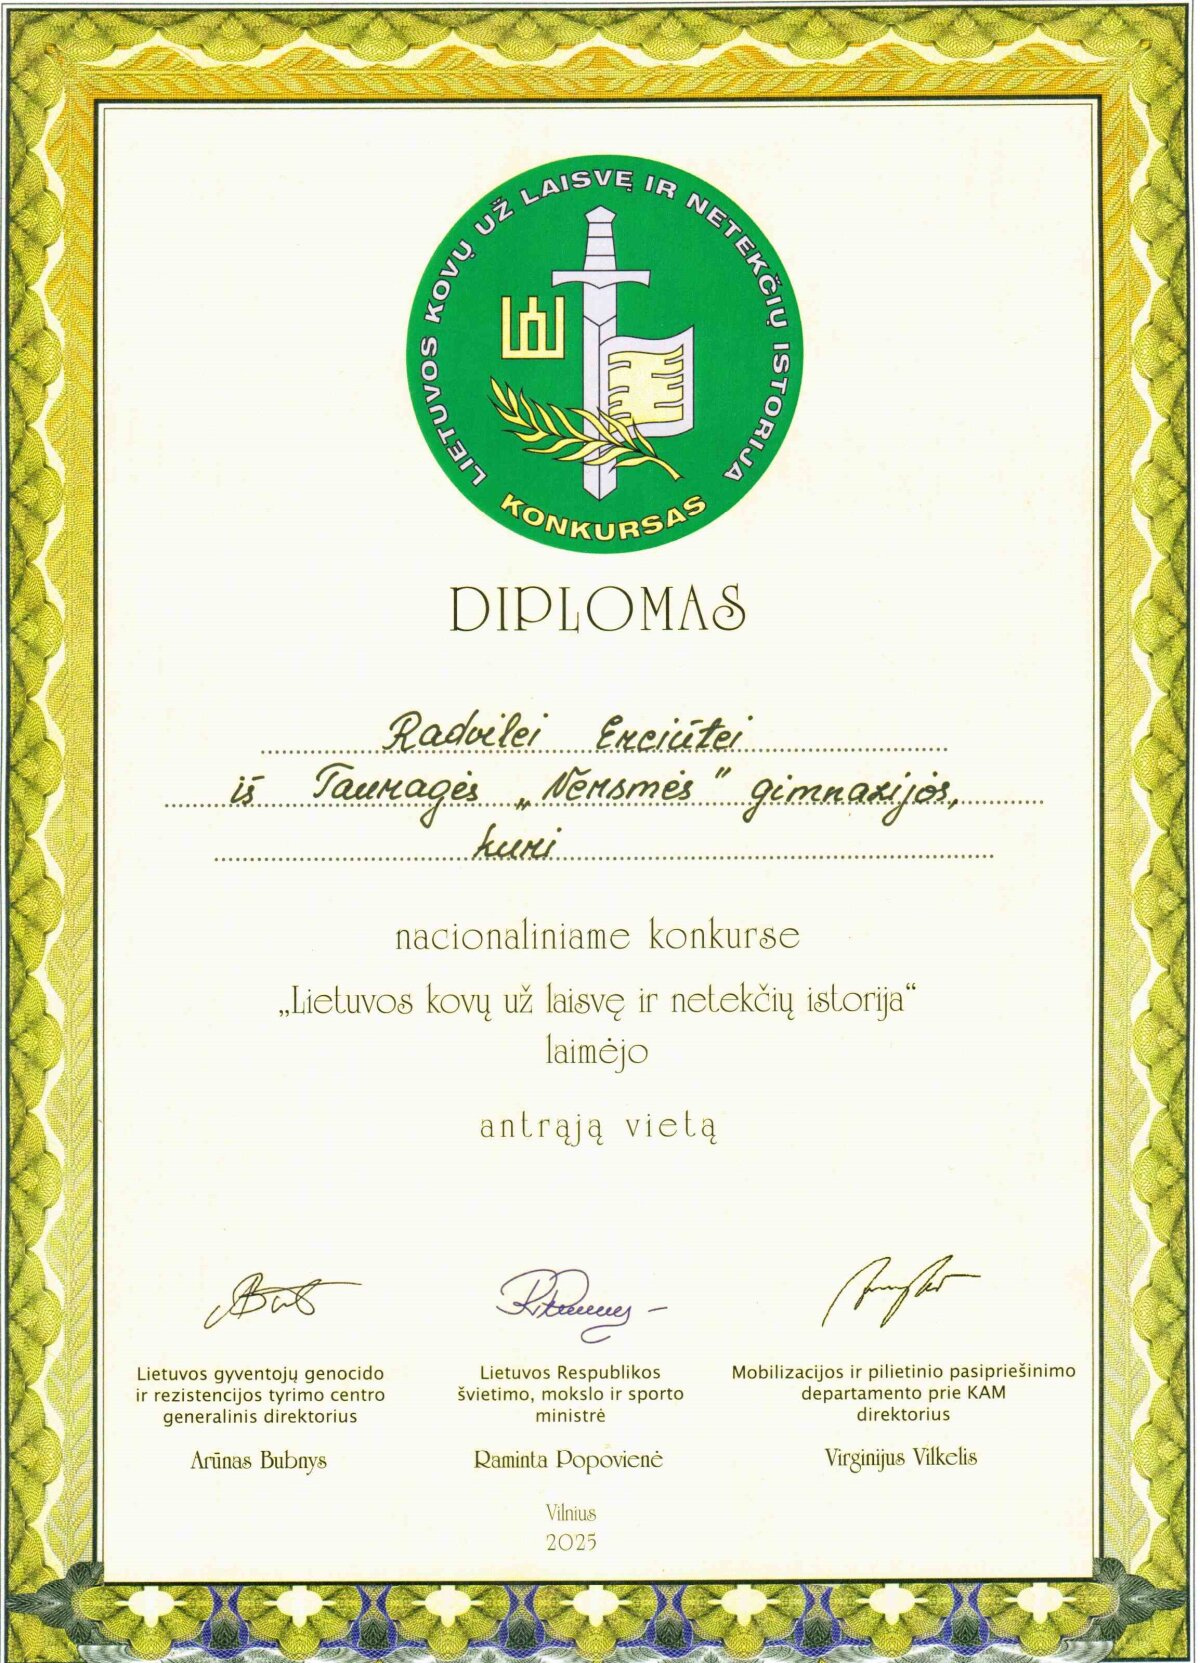 LIETUVOS KOVŲ UŽ LAISVĘ IR NETEKČIŲ ISTORIJA
KONKURSAS
DIPLOMAS
Radvilei Erciūtei
iš Tauragės „Versmės" gimnazijos,
kuri
nacionaliniame konkurse
„Lietuvos kovų už laisvę ir netekčių istorija“
laimėjo
antrąją vietą
Lietuvos gyventojų genocido
ir rezistencijos tyrimo centro
generalinis direktorius
Arūnas Bubnys
Lietuvos Respublikos
švietimo, mokslo ir sporto
ministrė
Raminta Popovienė
Mobilizacijos ir pilietinio pasipriešinimo
departamento prie KAM
direktorius
Virginijus Vilkelis
Vilnius
2025